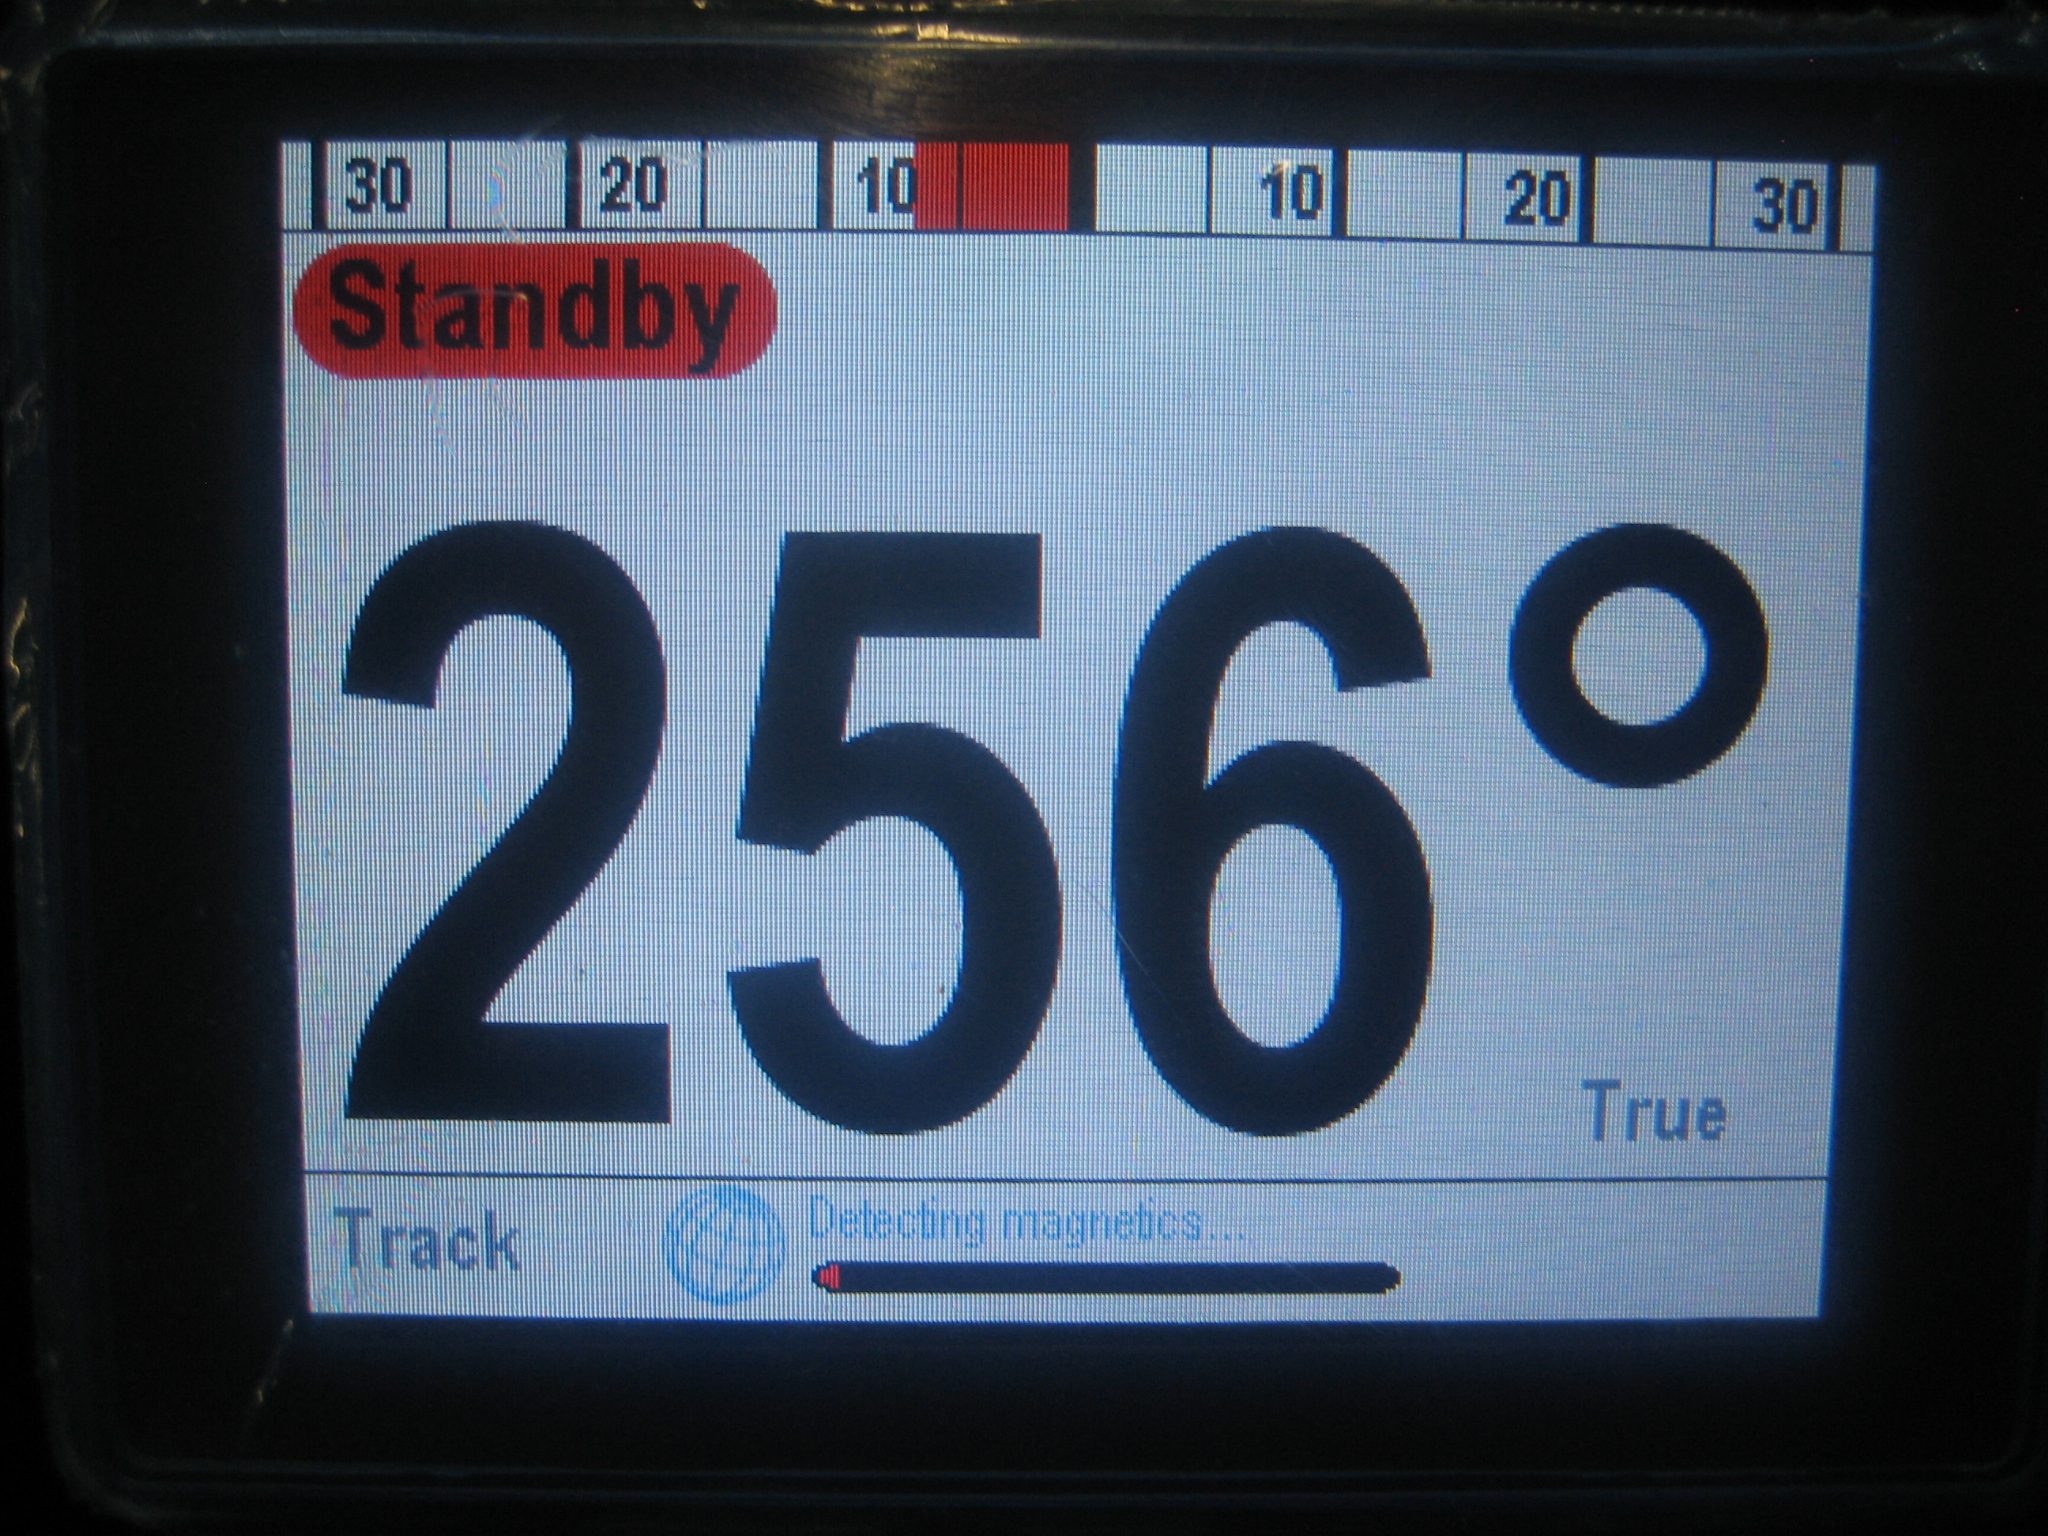 30 20 10 10 20 30
Standby
256°
True
Track
Detecting magnetics...